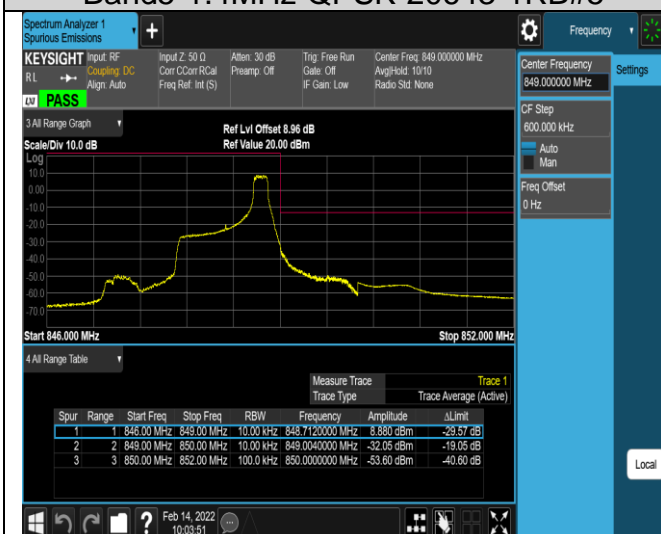 Spectrum Analyzer 1
Spurious Emissions
+
Frequency
KEYSIGHT
Input: RF
Coupling: DC
Align: Auto
RL
LXI
PASS
Input Z: 50 Ω
Corr CCorr RCal
Freq Ref: Int (S)
Atten: 30 dB
Preamp: Off
Trig: Free Run
Gate: Off
IF Gain: Low
Center Freq: 849.000000 MHz
Avg|Hold: 10/10
Radio Std: None
Center Frequency
849.000000 MHz
Settings
CF Step
600.000 kHz
Auto
Man
Freq Offset
0 Hz
3 All Range Graph
Ref Lvl Offset 8.96 dB
Scale/Div 10.0 dB
Ref Value 20.00 dBm
Log
10.0
0.00
-10.0
-20.0
-30.0
-40.0
-50.0
-60.0
-70.0
Start 846.000 MHz
Stop 852.000 MHz
4 All Range Table
Measure Trace Trace 1
Trace Type Trace Average (Active)
Spur Range Start Freq Stop Freq RBW Frequency Amplitude ΔLimit
1 1 846.00 MHz 849.00 MHz 10.00 kHz 848.7120000 MHz 8.880 dBm -29.57 dB
2 2 849.00 MHz 850.00 MHz 10.00 kHz 849.0040000 MHz -32.05 dBm -19.05 dB
3 3 850.00 MHz 852.00 MHz 100.0 kHz 850.0000000 MHz -53.60 dBm -40.60 dB
Local
?
Feb 14, 2022
10:03:51